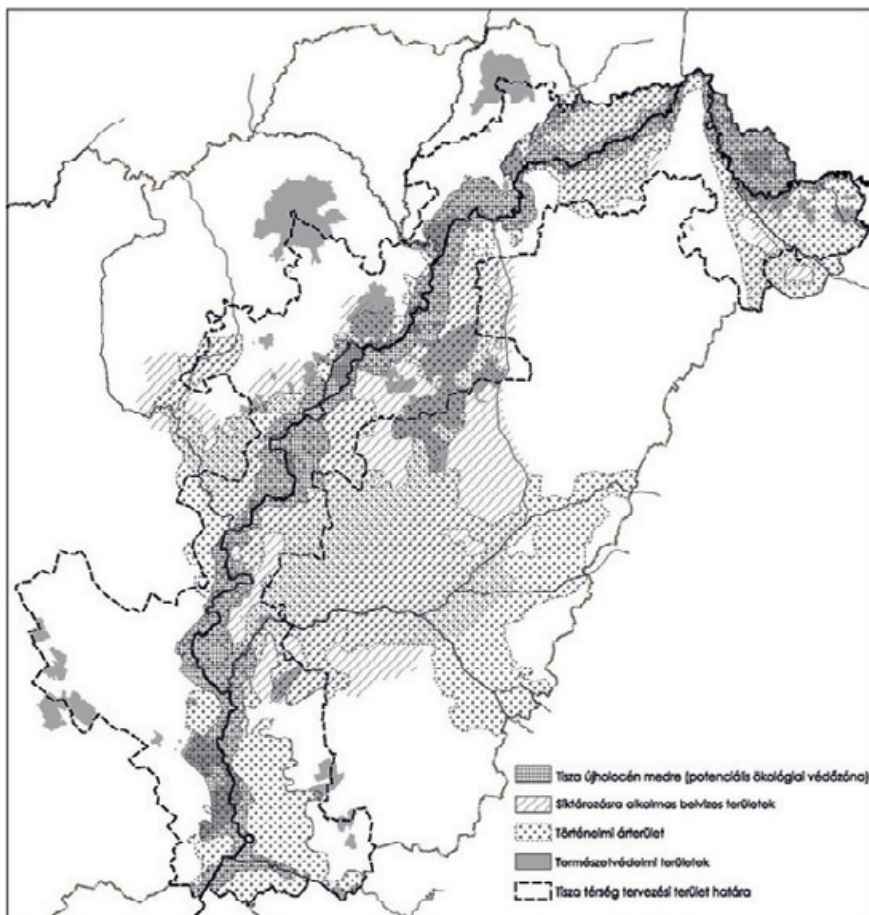 Tisza újholocén medre (potenciális ökológiai védőzóna)
Síktározásra alkalmas belvizes területek
Történelmi árterület
Természetvédelmi területek
Tisza térség tervezési terület határa